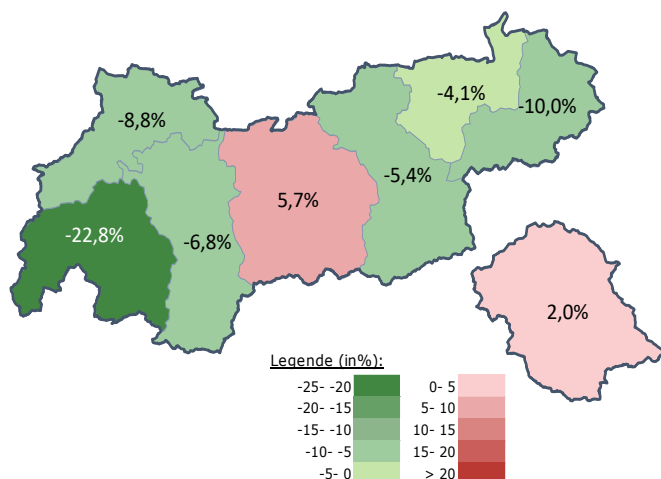 -4,1%
-10,0%
-8,8%
-5,4%
5,7%
-22,8%
-6,8%
2,0%
Legende (in%):
-25- -20 0- 5
-20- -15 5- 10
-15- -10 10- 15
-10- -5 15- 20
-5- 0 > 20